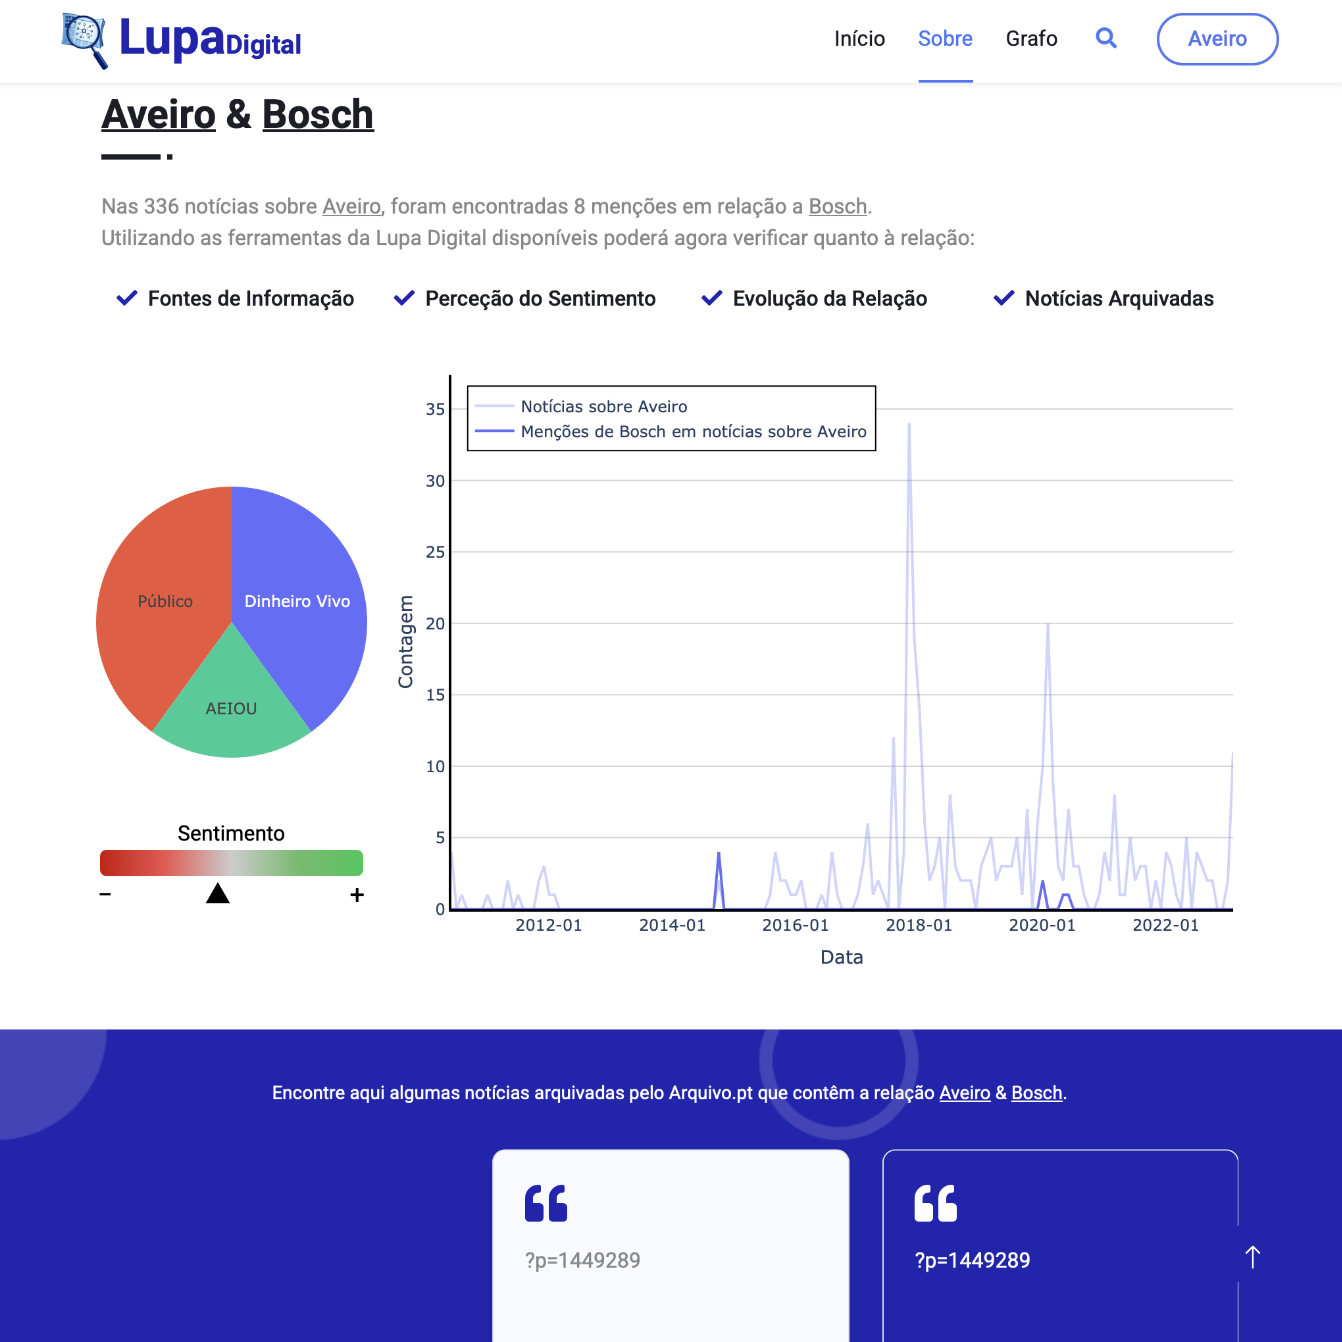 LupaDigital
Início Sobre Grafo Aveiro
Aveiro & Bosch
Nas 336 notícias sobre Aveiro, foram encontradas 8 menções em relação a Bosch.
Utilizando as ferramentas da Lupa Digital disponíveis poderá agora verificar quanto à relação:
Fontes de Informação Perceção do Sentimento Evolução da Relação Notícias Arquivadas
Público
Dinheiro Vivo
AEIOU
Sentimento
− +
Notícias sobre Aveiro
Menções de Bosch em notícias sobre Aveiro
35
30
25
20
15
10
5
0
Contagem
2012-01 2014-01 2016-01 2018-01 2020-01 2022-01
Data
Encontre aqui algumas notícias arquivadas pelo Arquivo.pt que contêm a relação Aveiro & Bosch.
?p=1449289
?p=1449289